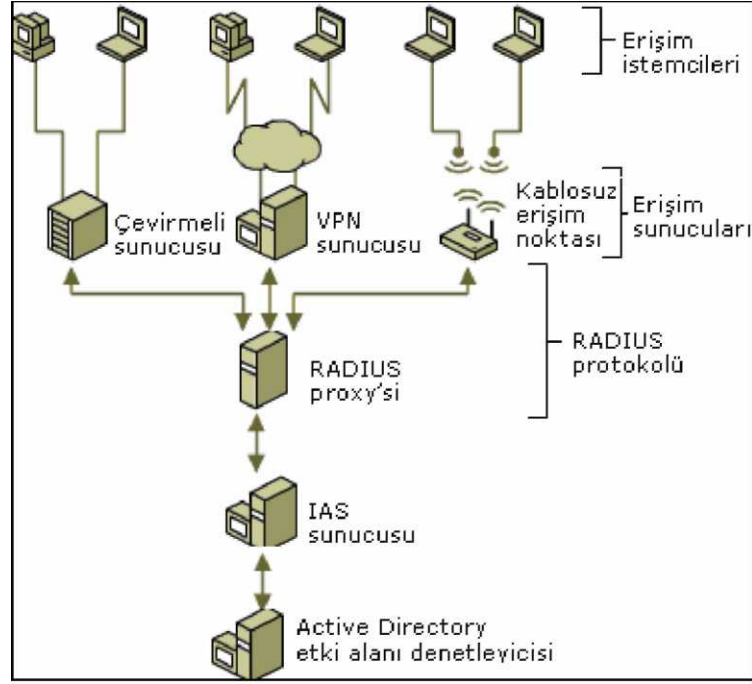 Erişim
istemcileri
Çevirmeli
sunucusu
VPN
sunucusu
Kablosuz
erişim
noktası
Erişim
sunucuları
RADIUS
proxy'si
RADIUS
protokolü
IAS
sunucusu
Active Directory
etki alanı denetleyicisi